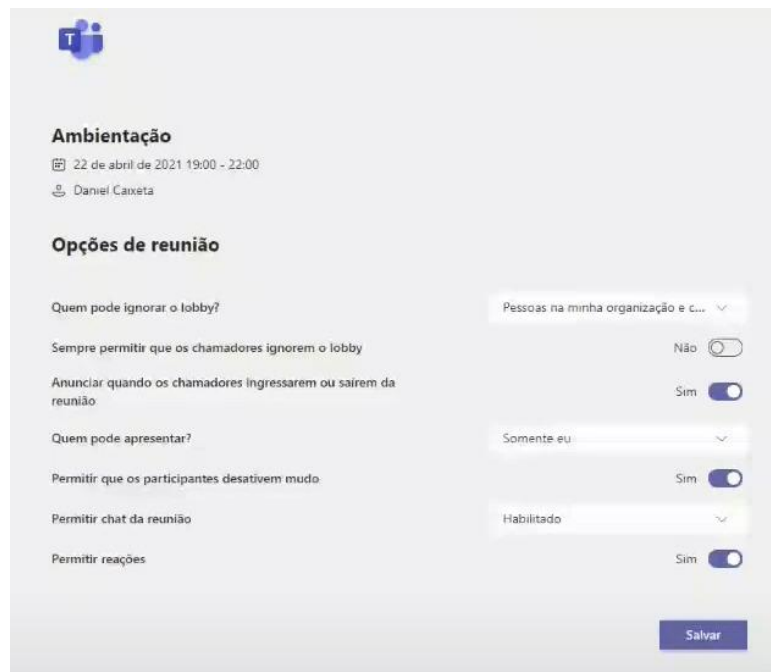 T
Ambientação
22 de abril de 2021 19:00 - 22:00
Daniel Caixeta
Opções de reunião
Quem pode ignorar o lobby?
Pessoas na minha organização e c...
Sempre permitir que os chamadores ignorem o lobby
Não
Anunciar quando os chamadores ingressarem ou saírem da
reunião
Sim
Quem pode apresentar?
Somente eu
Permitir que os participantes desativem mudo
Sim
Permitir chat da reunião
Habilitado
Permitir reações
Sim
Salvar